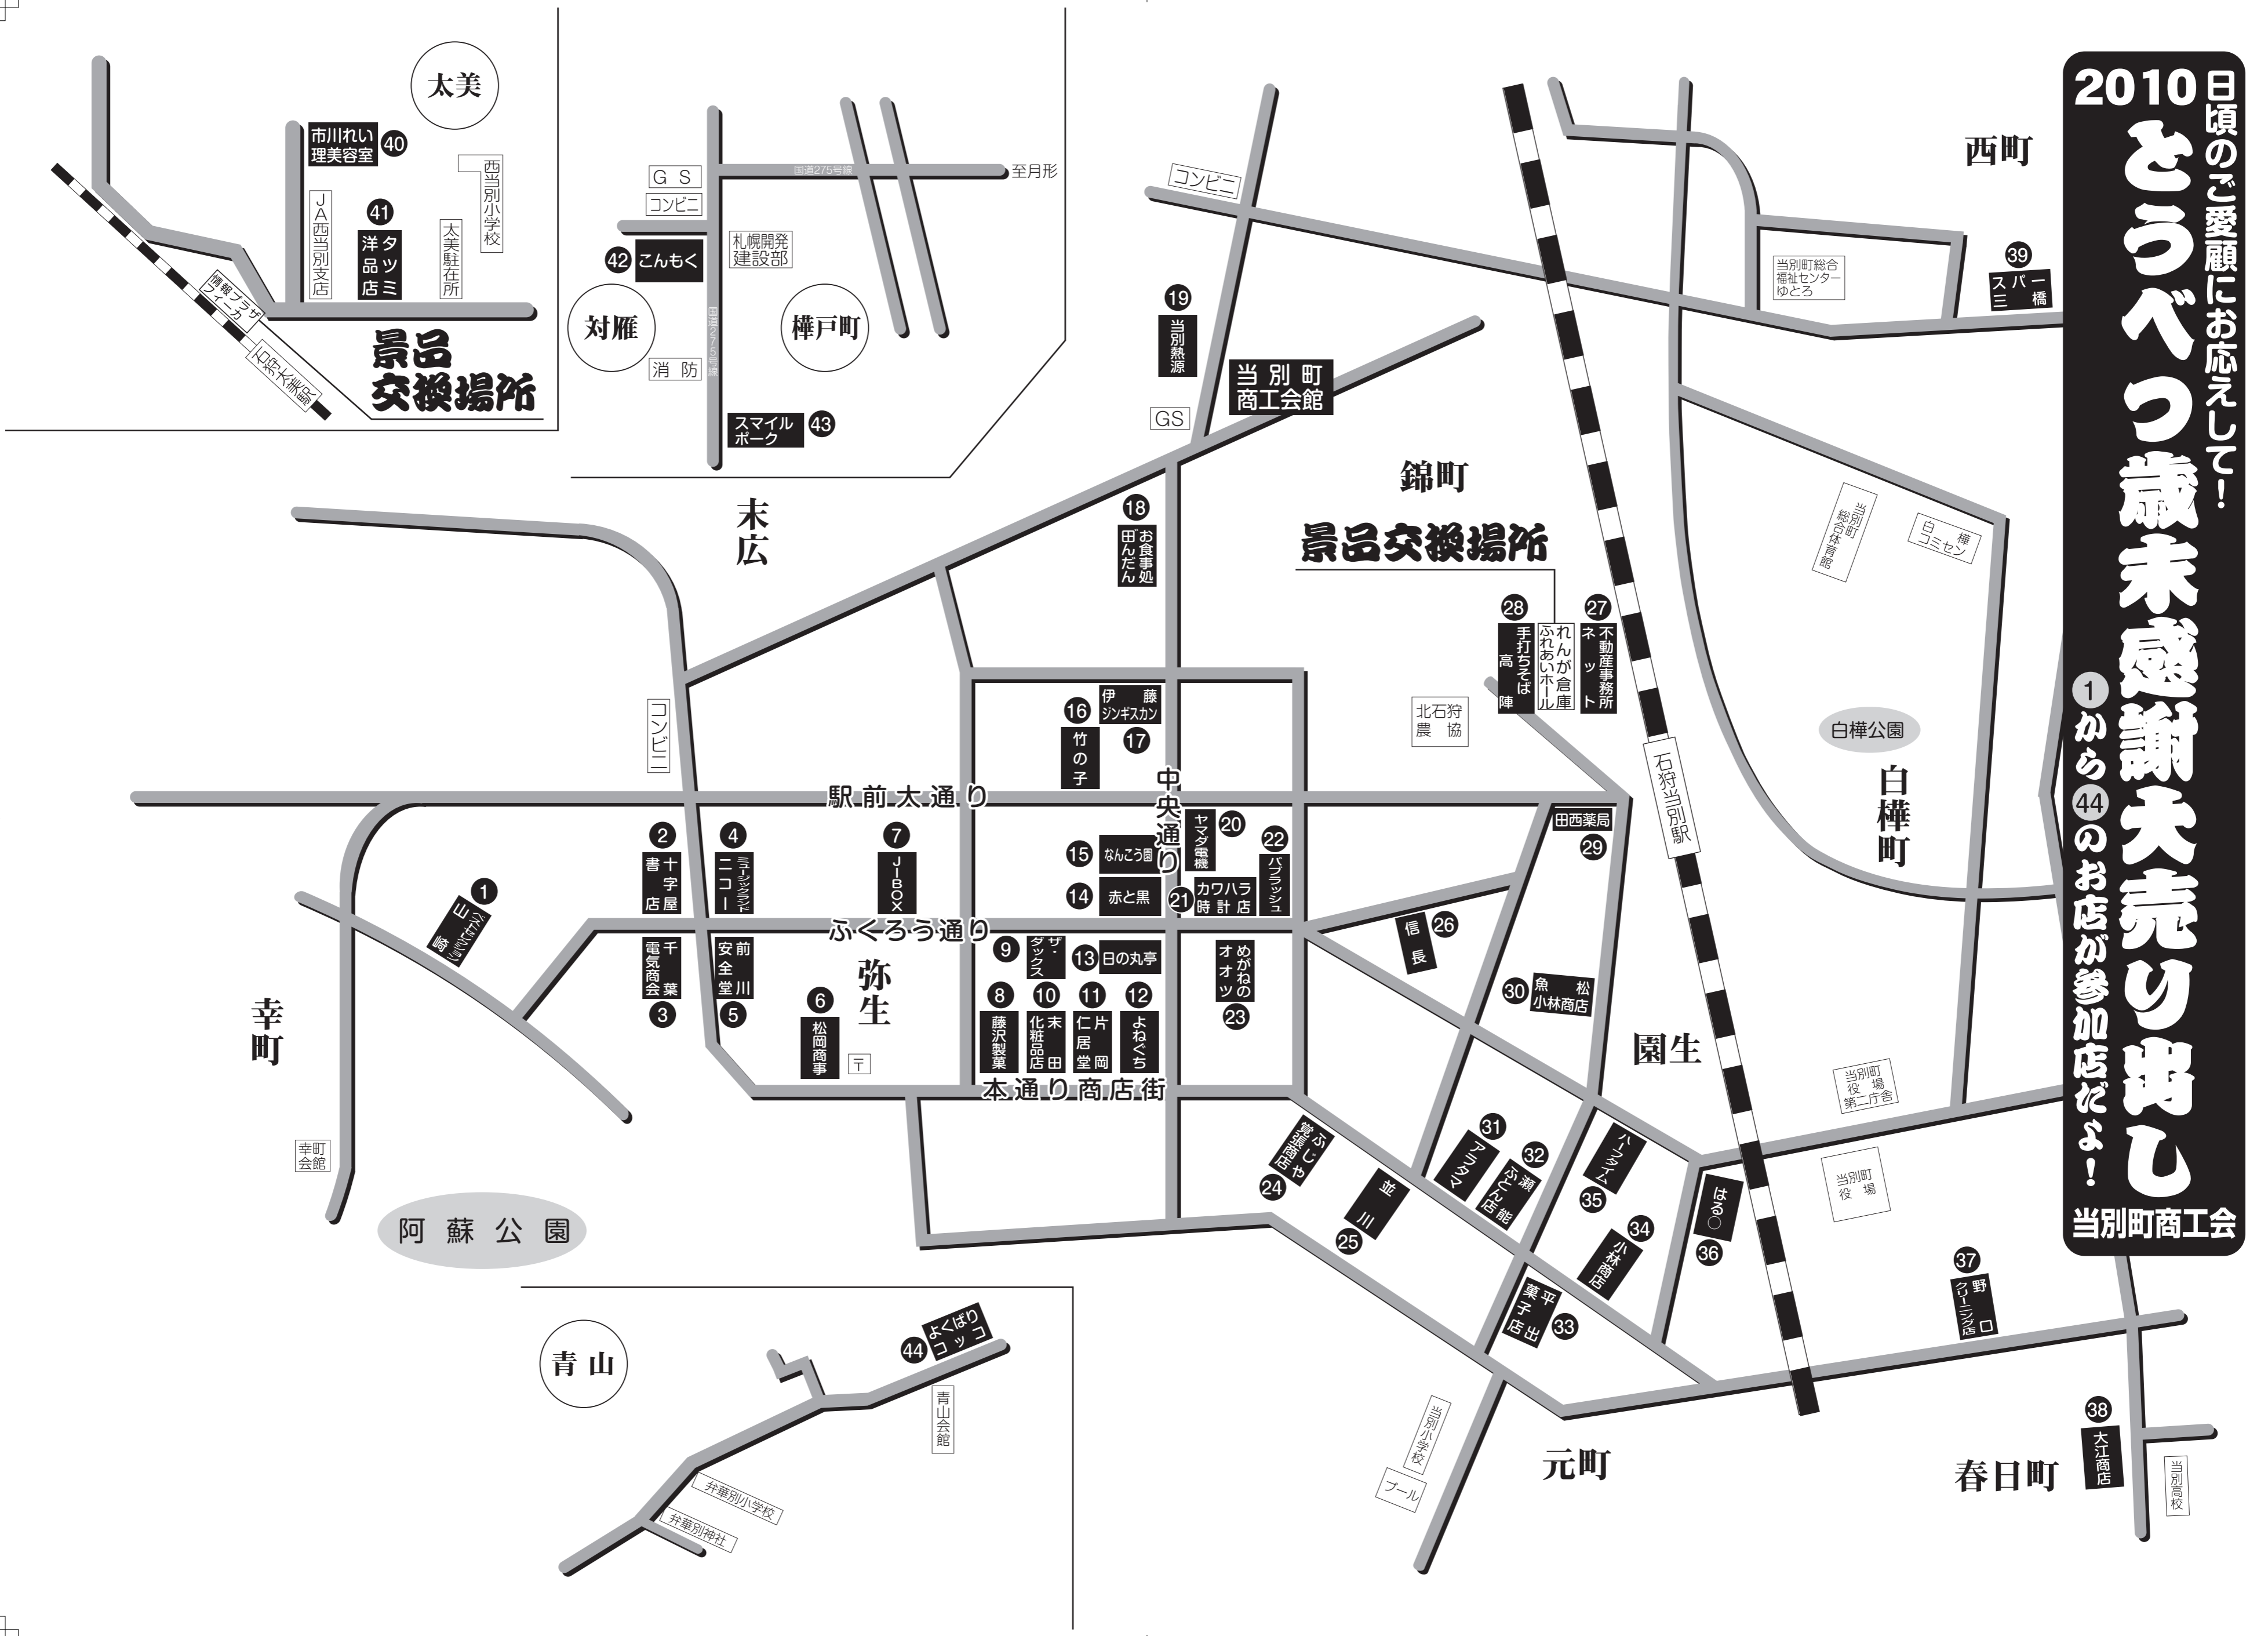 2010
日頃のご愛顧にお応えして！
とうべつ歳末感謝大売り出し
1から44のお店が参加店だよ！
当別町商工会
太美
市川れい
理美容室
40
西当別小学校
JA西当別支店
41
タツミ
洋品店
太美駐在所
情報プラザ
フイーカ
石狩太美駅
景品
交換場所
GS
コンビニ
国道275号線
至月形
42
こんもく
札幌開発
建設部
対雁
樺戸町
国道275号線
消防
スマイル
ポーク
43
末広
コンビニ
19
当別熱源
GS
当別町
商工会館
18
お食事処
田んだん
錦町
景品交換場所
28
手打ちそば
高陣
れんが倉庫
ふれあいホール
27
不動産事務所
ネット
北石狩
農協
石狩当別駅
西町
当別町総合
福祉センター
ゆとろ
39
スパー
三橋
当別町
総合体育館
白樺
コミセン
白樺公園
白樺町
コンビニ
16
竹の子
伊藤
ジンギスカン
17
駅前大通り
中央通り
2
十字屋
書店
4
ミュージックランド
ニコー
7
JIBOX
15
なんこう園
14
赤と黒
20
ヤマダ電機
21
カワハラ
時計店
22
パブラッシュ
田西薬局
29
1
山崎
ふくろう通り
千葉
電気商会
3
前川
安全堂
5
弥生
6
松岡商事
〒
9
ザ・
ダックス
13
日の丸亭
8
藤沢製菓
10
末田
化粧品店
11
片岡
仁居堂
12
よねぐち
めがねの
オオツ
23
本通り商店街
26
信長
30
魚松
小林商店
園生
幸町
幸町
会館
阿蘇公園
ふじや
覚張商店
24
並川
25
31
アラタマ
32
瀬能
ふとん店
ハーフタイム
35
34
小林商店
はる○
36
平出
菓子店
33
当別町
役場
第二庁舎
当別町
役場
37
野口
クリーニング店
38
大江商店
当別高校
春日町
元町
当別小学校
プール
青山
44
よくばり
コッコ
青山会館
弁華別小学校
弁華別神社